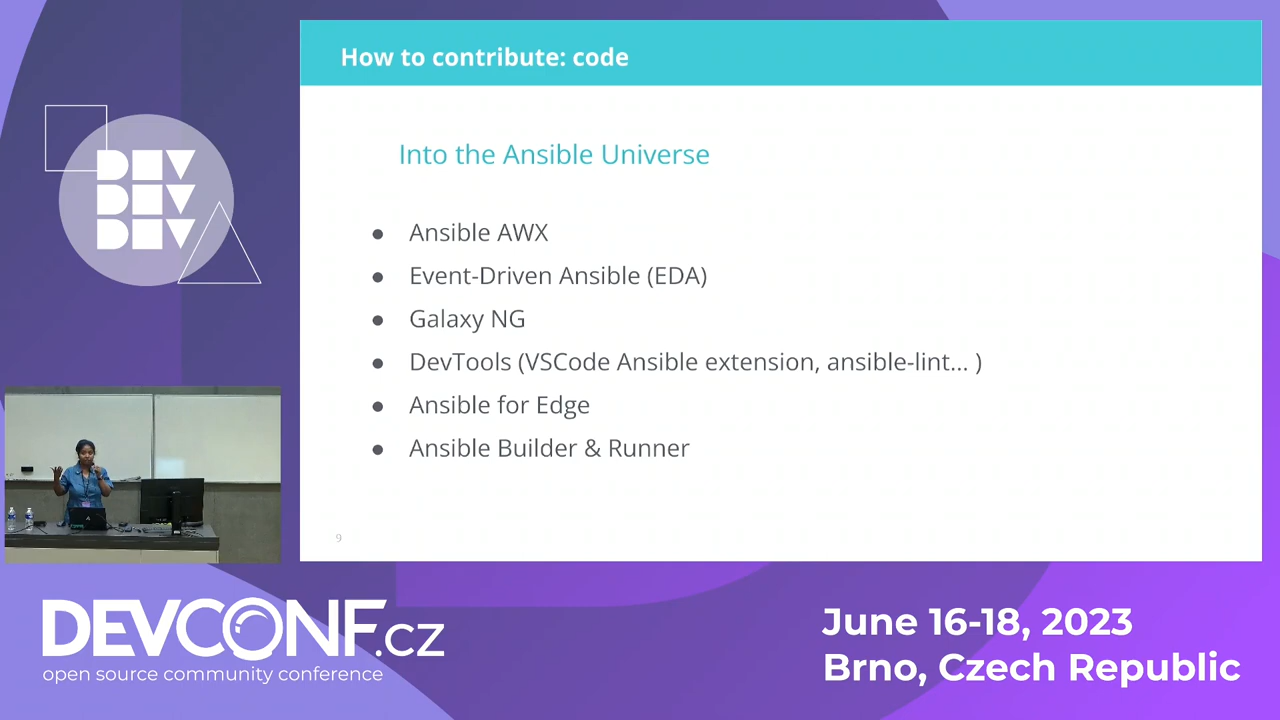 How to contribute: code
Into the Ansible Universe
● Ansible AWX
● Event-Driven Ansible (EDA)
● Galaxy NG
● DevTools (VSCode Ansible extension, ansible-lint... )
● Ansible for Edge
● Ansible Builder & Runner
9
DEV
DEV
DEV
DEVCONF.cz
open source community conference
June 16-18, 2023
Brno, Czech Republic